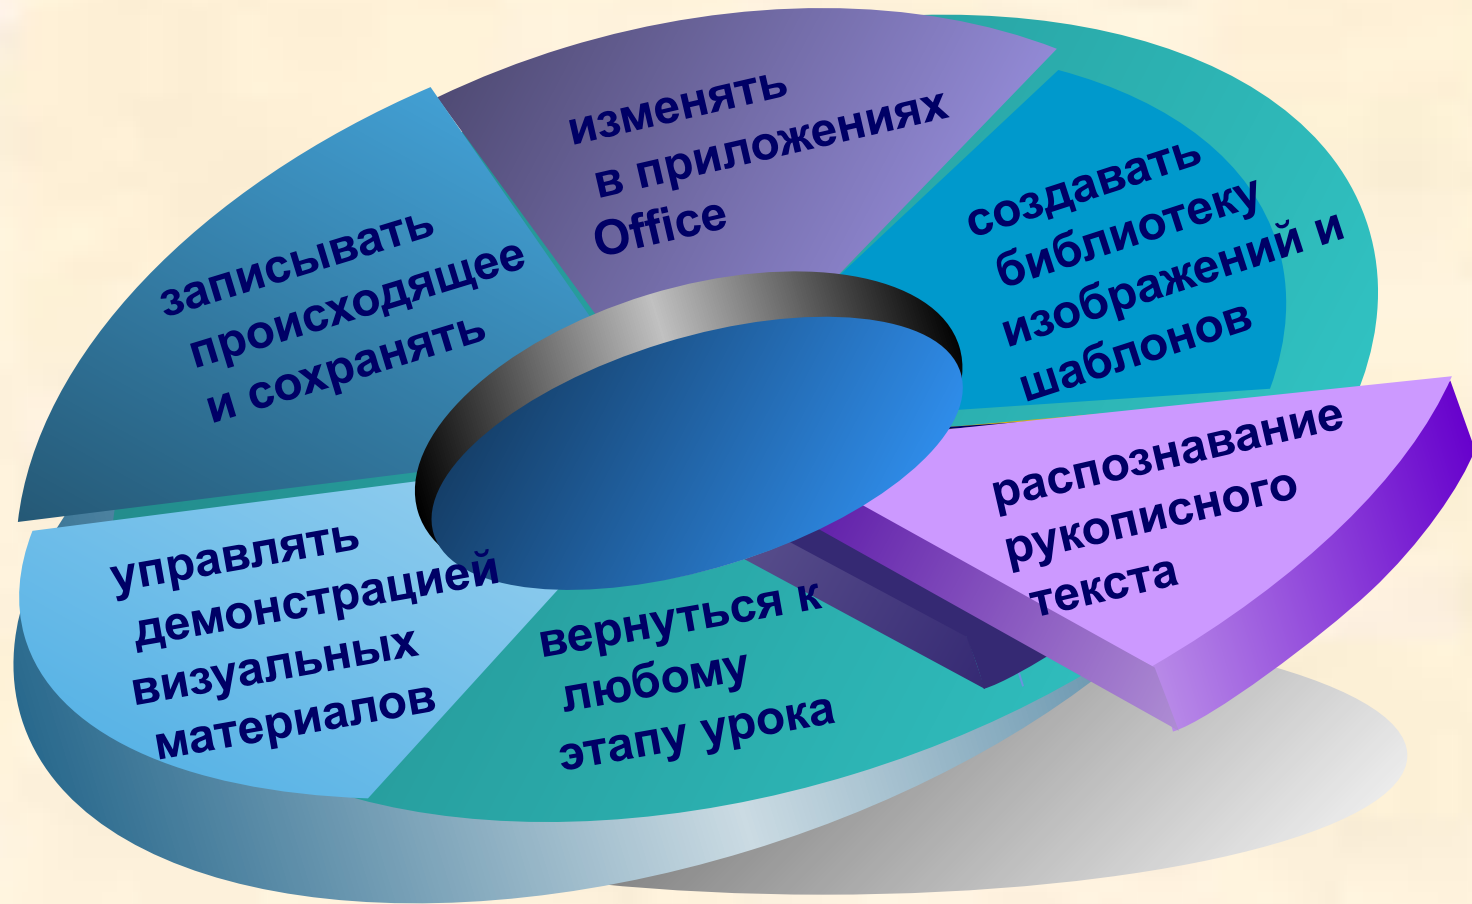 изменять
в приложениях
Office
создавать
библиотеку
изображений и
шаблонов
распознавание
рукописного
текста
вернуться к
любому
этапу урока
управлять
демонстрацией
визуальных
материалов
записывать
происходящее
и сохранять